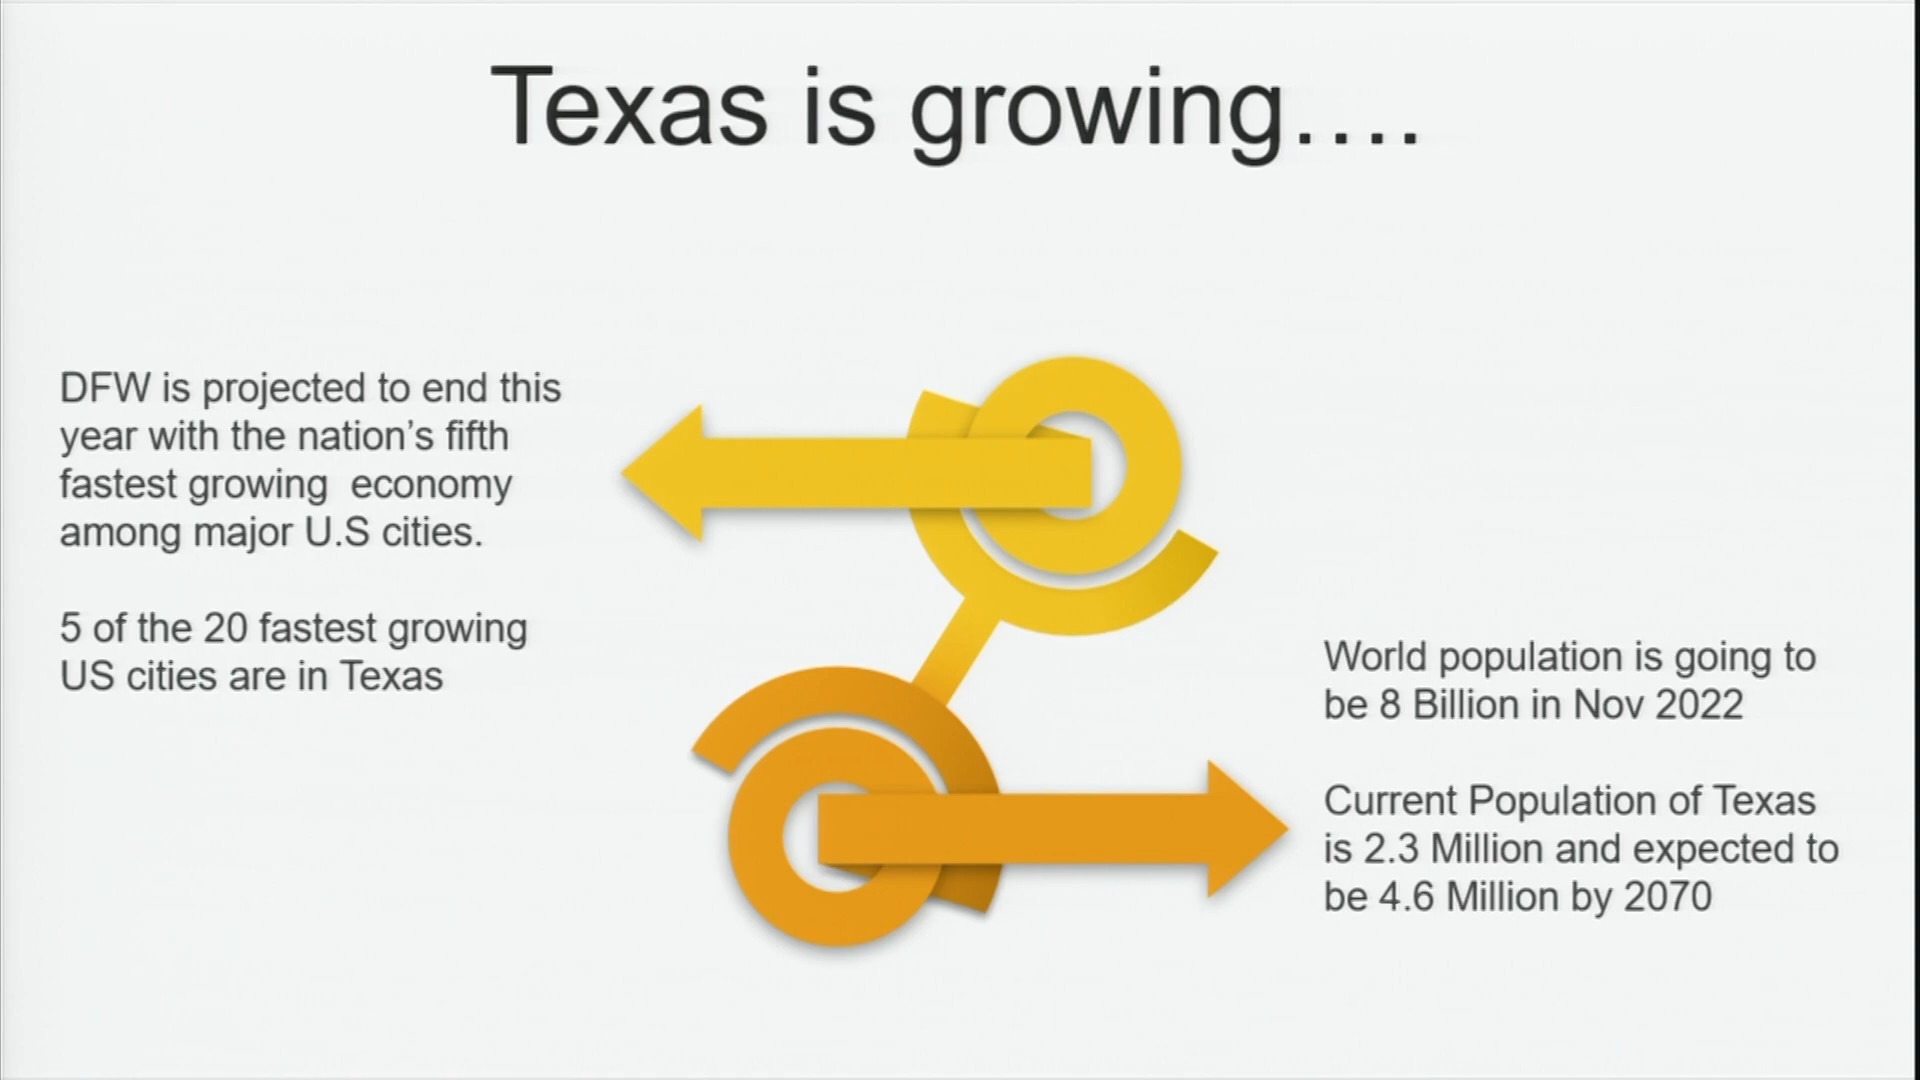 Texas is growing....
DFW is projected to end this
year with the nation’s fifth
fastest growing  economy
among major U.S cities.
5 of the 20 fastest growing
US cities are in Texas
World population is going to
be 8 Billion in Nov 2022
Current Population of Texas
is 2.3 Million and expected to
be 4.6 Million by 2070